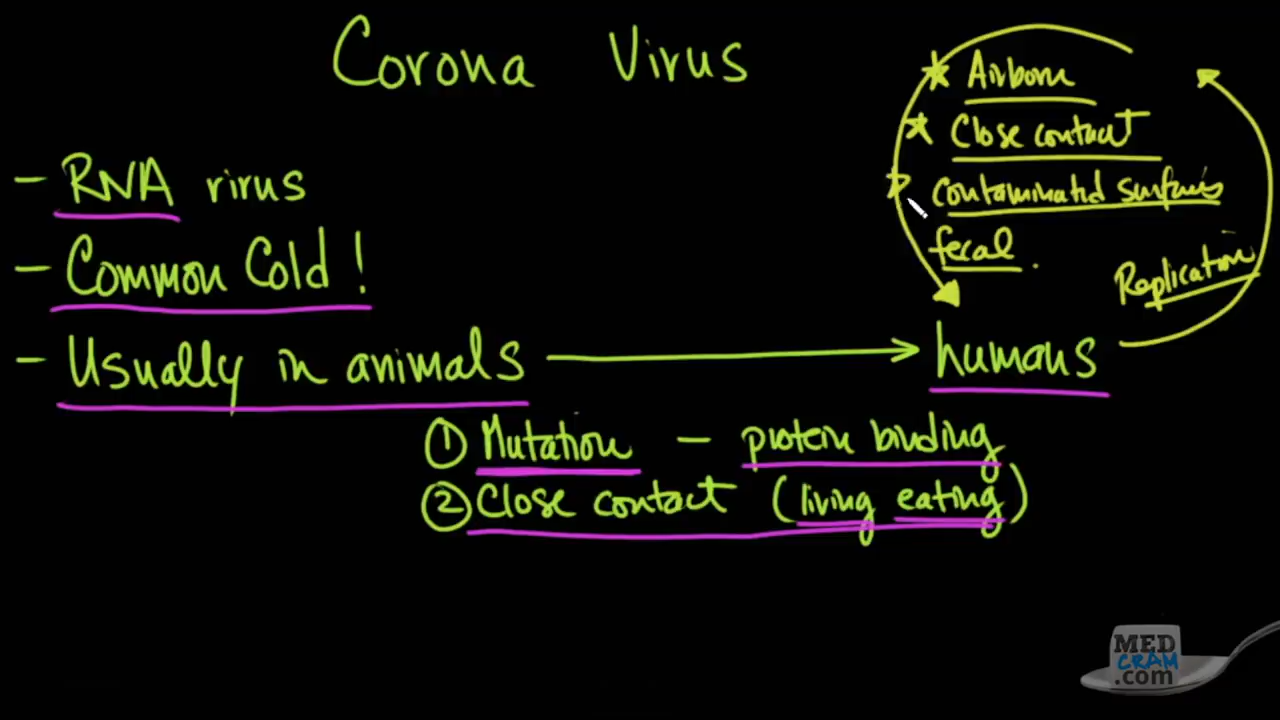 Corona Virus
- RNA virus
- Common Cold!
- Usually in animals → humans
① Mutation - protein binding
② Close contact (living eating)
* Airborn
* Close contact
? contaminated surfaces
fecal.
Replication
MED
CRAM
.com